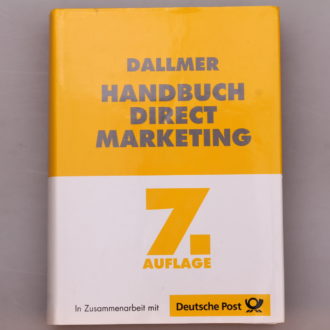 DALLMER
HANDBUCH
DIRECT
MARKETING
7.
AUFLAGE
In Zusammenarbeit mit Deutsche Post